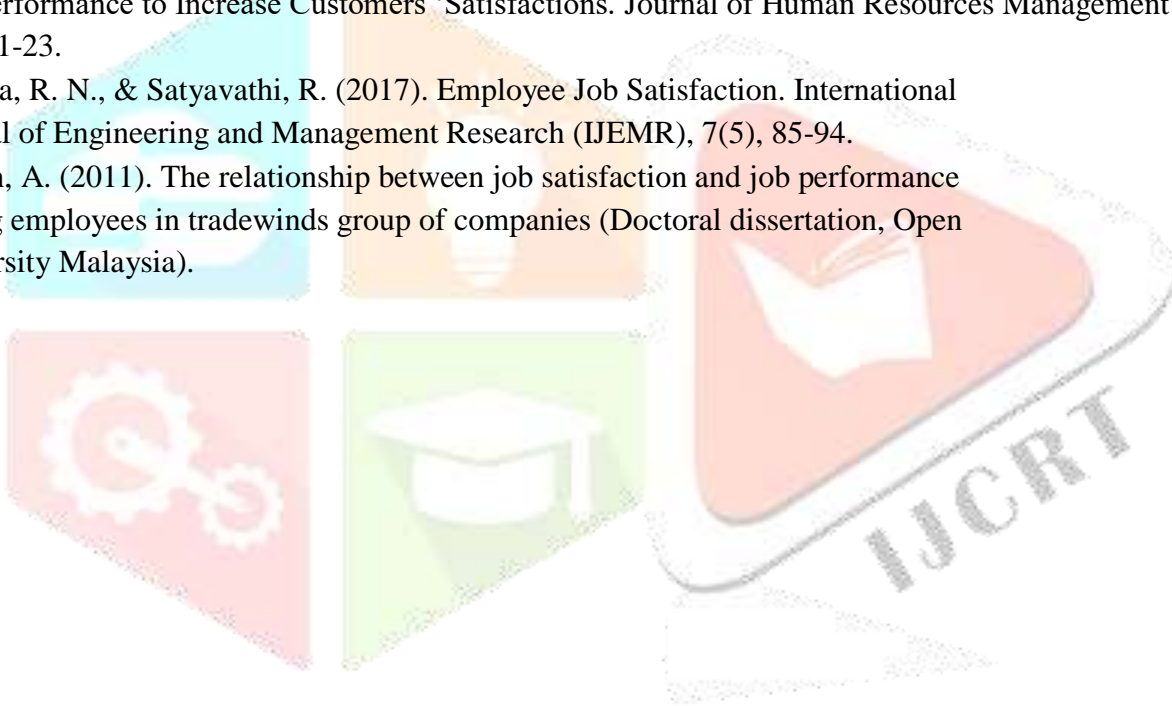 erformance to Increase Customers ‘Satisfactions. Journal of Human Resources Management
1-23.
a, R. N., & Satyavathi, R. (2017). Employee Job Satisfaction. International
al of Engineering and Management Research (IJEMR), 7(5), 85-94.
n, A. (2011). The relationship between job satisfaction and job performance
g employees in tradewinds group of companies (Doctoral dissertation, Open
rsity Malaysia).
IJCRT